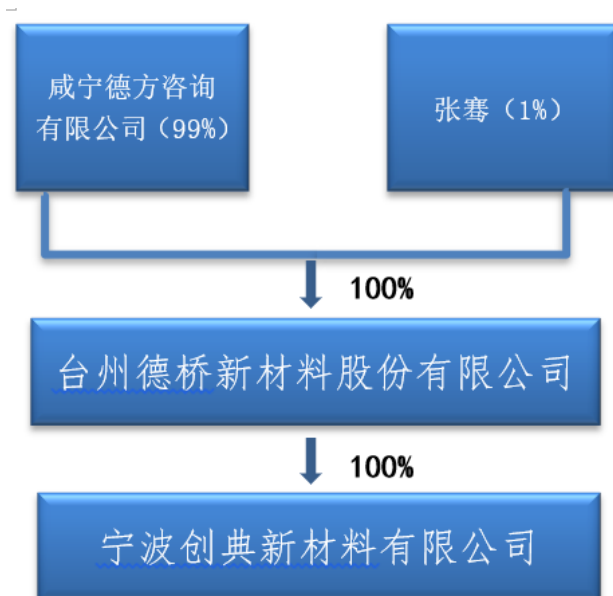 咸宁德方咨询
有限公司（99%）
张骞（1%）
100%
台州德桥新材料股份有限公司
100%
宁波创典新材料有限公司